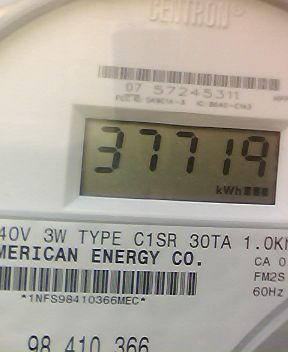 CENTRON®
07 57245311
37719
kWh
40V 3W TYPE C1SR 30TA 1.0K
MERICAN ENERGY CO.
CA 0
FM2S
60Hz
*1NFS98410366MEC*
98 410 366